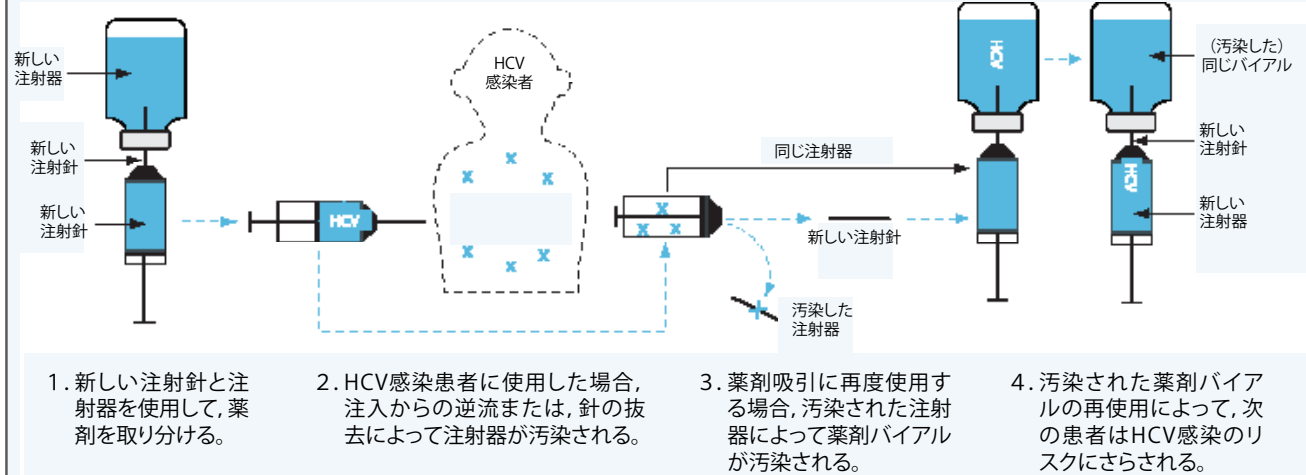 新しい
注射器
新しい
注射針
新しい
注射針
HCV
HCV
感染者
同じ注射器
新しい注射針
汚染した
注射器
HCV
（汚染した）
同じバイアル
新しい
注射針
HCV
新しい
注射器
1. 新しい注射針と注
射器を使用して，薬
剤を取り分ける。
2. HCV感染患者に使用した場合，
注入からの逆流または，針の抜
去によって注射器が汚染される。
3. 薬剤吸引に再度使用す
る場合，汚染された注射
器によって薬剤バイアル
が汚染される。
4. 汚染された薬剤バイア
ルの再使用によって，次
の患者はHCV感染のリ
スクにさらされる。